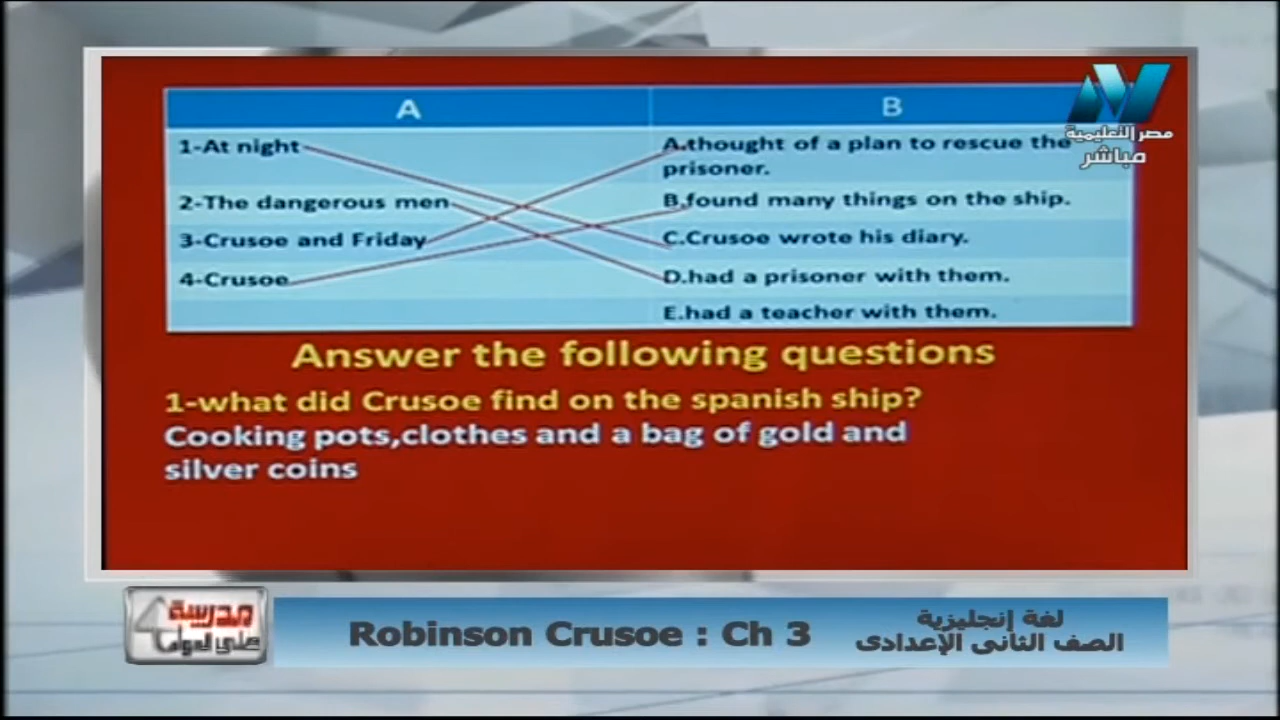 A
B
1-At night
A.thought of a plan to rescue the
prisoner.
2-The dangerous men
B.found many things on the ship.
3-Crusoe and Friday
C.Crusoe wrote his diary.
4-Crusoe
D.had a prisoner with them.
E.had a teacher with them.
مصر التعليمية
مباشر
Answer the following questions
1-what did Crusoe find on the spanish ship?
Cooking pots,clothes and a bag of gold and
silver coins
مدرسة
على الهواء
Robinson Crusoe : Ch 3
لغة إنجليزية
الصف الثانى الإعدادى